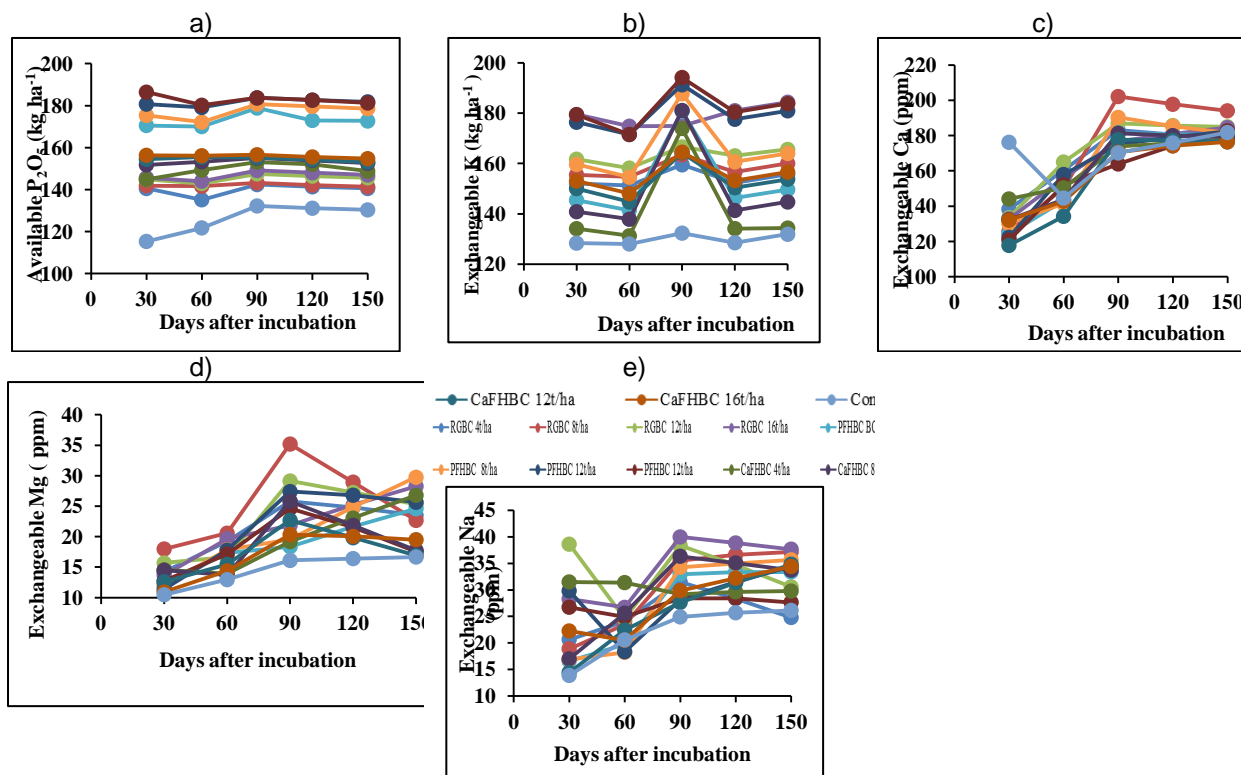 a)
b)
c)
Available P₂O₅ (kg ha⁻¹)
200
180
160
140
120
100
0 30 60 90 120 150
Days after incubation
Exchangeable K (kg ha⁻¹ )
200
180
160
140
120
0 30 60 90 120 150
Days after incubation
Exchangeable Ca (ppm)
220
200
180
160
140
120
100
0 30 60 90 120 150
Days after incubation
d)
e)
Exchangeable Mg ( ppm)
40
35
30
25
20
15
10
0 30 60 90 120 150
Days after incubation
CaFHBC 12t/ha CaFHBC 16t/ha Con
RGBC 4t/ha RGBC 8t/ha RGBC 12t/ha RGBC 16t/ha PFHBC BC
PFHBC 8t/ha PFHBC 12t/ha PFHBC 12t/ha CaFHBC 4t/ha CaFHBC 8
Exchangeable Na
(ppm)
45
40
35
30
25
20
15
10
0 30 60 90 120 150
Days after incubation